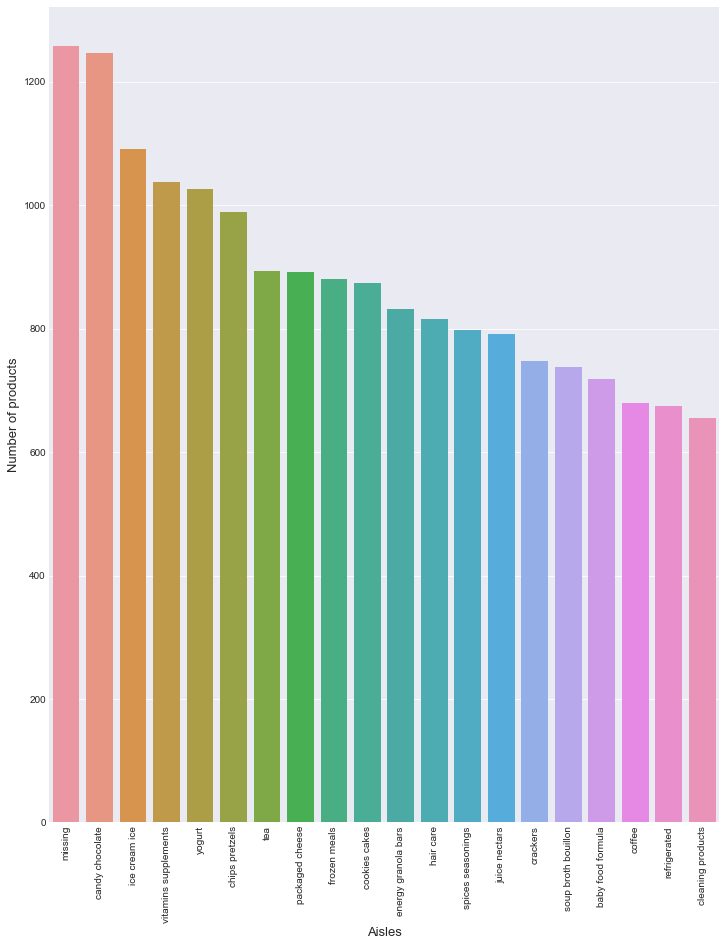 Number of products
1200
1000
800
600
400
200
0
missing
candy chocolate
ice cream ice
vitamins supplements
yogurt
chips pretzels
tea
packaged cheese
frozen meals
cookies cakes
energy granola bars
hair care
spices seasonings
juice nectars
crackers
soup broth bouillon
baby food formula
coffee
refrigerated
cleaning products
Aisles